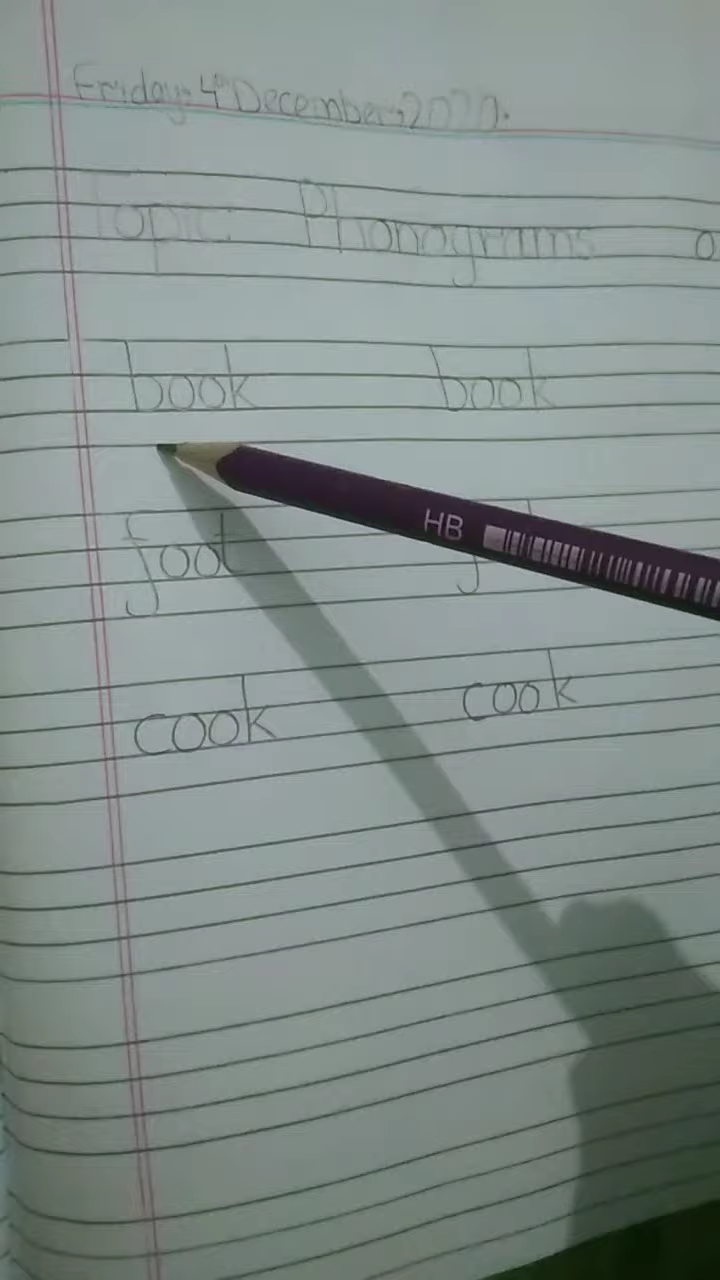 Friday, 4th December, 2020.
Topic: Phonograms o
book book
HB
foot
cook cook